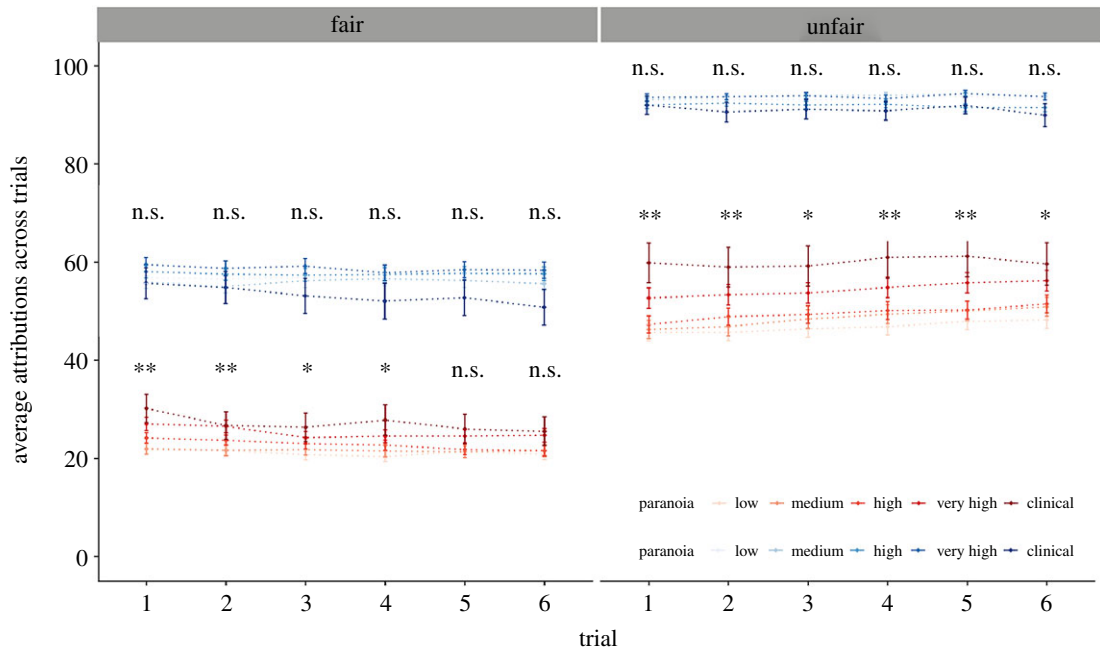 fair unfair
100
80
60
40
20
0
average attributions across trials
n.s. n.s. n.s. n.s. n.s. n.s.
** ** * * n.s. n.s.
n.s. n.s. n.s. n.s. n.s. n.s.
** ** * ** ** *
paranoia low medium high very high clinical
paranoia low medium high very high clinical
1 2 3 4 5 6 1 2 3 4 5 6
trial